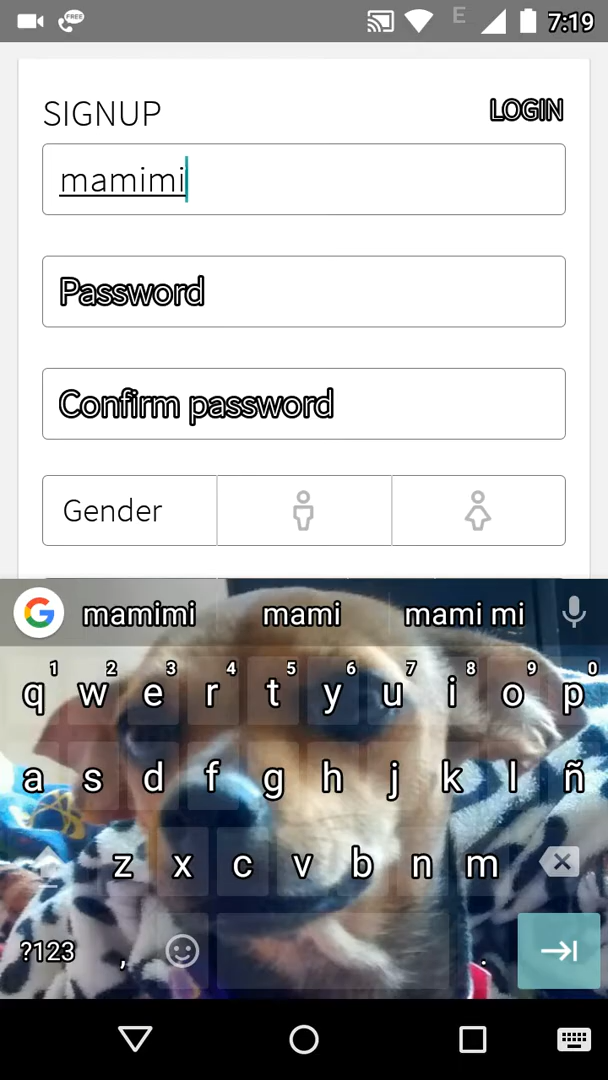 FREE E 7:19
SIGNUP LOGIN
mamimi
Password
Confirm password
Gender
G mamimi mami mami mi
1 2 3 4 5 6 7 8 9 0
q w e r t y u i o p
a s d f g h j k l ñ
z x c v b n m
?123 , .